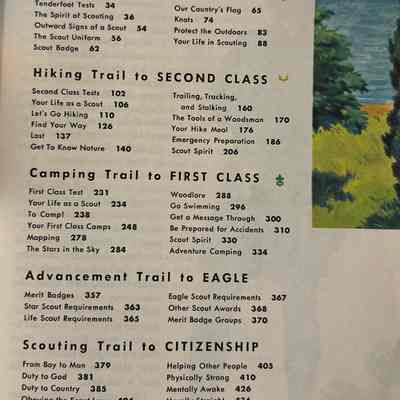 Tenderfoot Tests 34
The Spirit of Scouting 36
Outward Signs of a Scout 54
The Scout Uniform 56
Scout Badge 62
Our Country's Flag 65
Knots 74
Protect the Outdoors 83
Your Life in Scouting 88
Hiking Trail to SECOND CLASS
Second Class Tests 102
Your Life as a Scout 106
Let's Go Hiking 110
Find Your Way 126
Lost 137
Get To Know Nature 140
Trailing, Tracking,
and Stalking 160
The Tools of a Woodsman 170
Your Hike Meal 176
Emergency Preparation 186
Scout Spirit 206
Camping Trail to FIRST CLASS
First Class Test 231
Your Life as a Scout 234
To Camp! 238
Your First Class Camps 248
Mapping 278
The Stars in the Sky 284
Woodlore 288
Go Swimming 296
Get a Message Through 300
Be Prepared for Accidents 310
Scout Spirit 330
Adventure Camping 334
Advancement Trail to EAGLE
Merit Badges 357
Star Scout Requirements 363
Life Scout Requirements 365
Eagle Scout Requirements 367
Other Scout Awards 368
Merit Badge Groups 370
Scouting Trail to CITIZENSHIP
From Boy to Man 379
Duty to God 381
Duty to Country 385
Helping Other People 405
Physically Strong 410
Mentally Awake 426